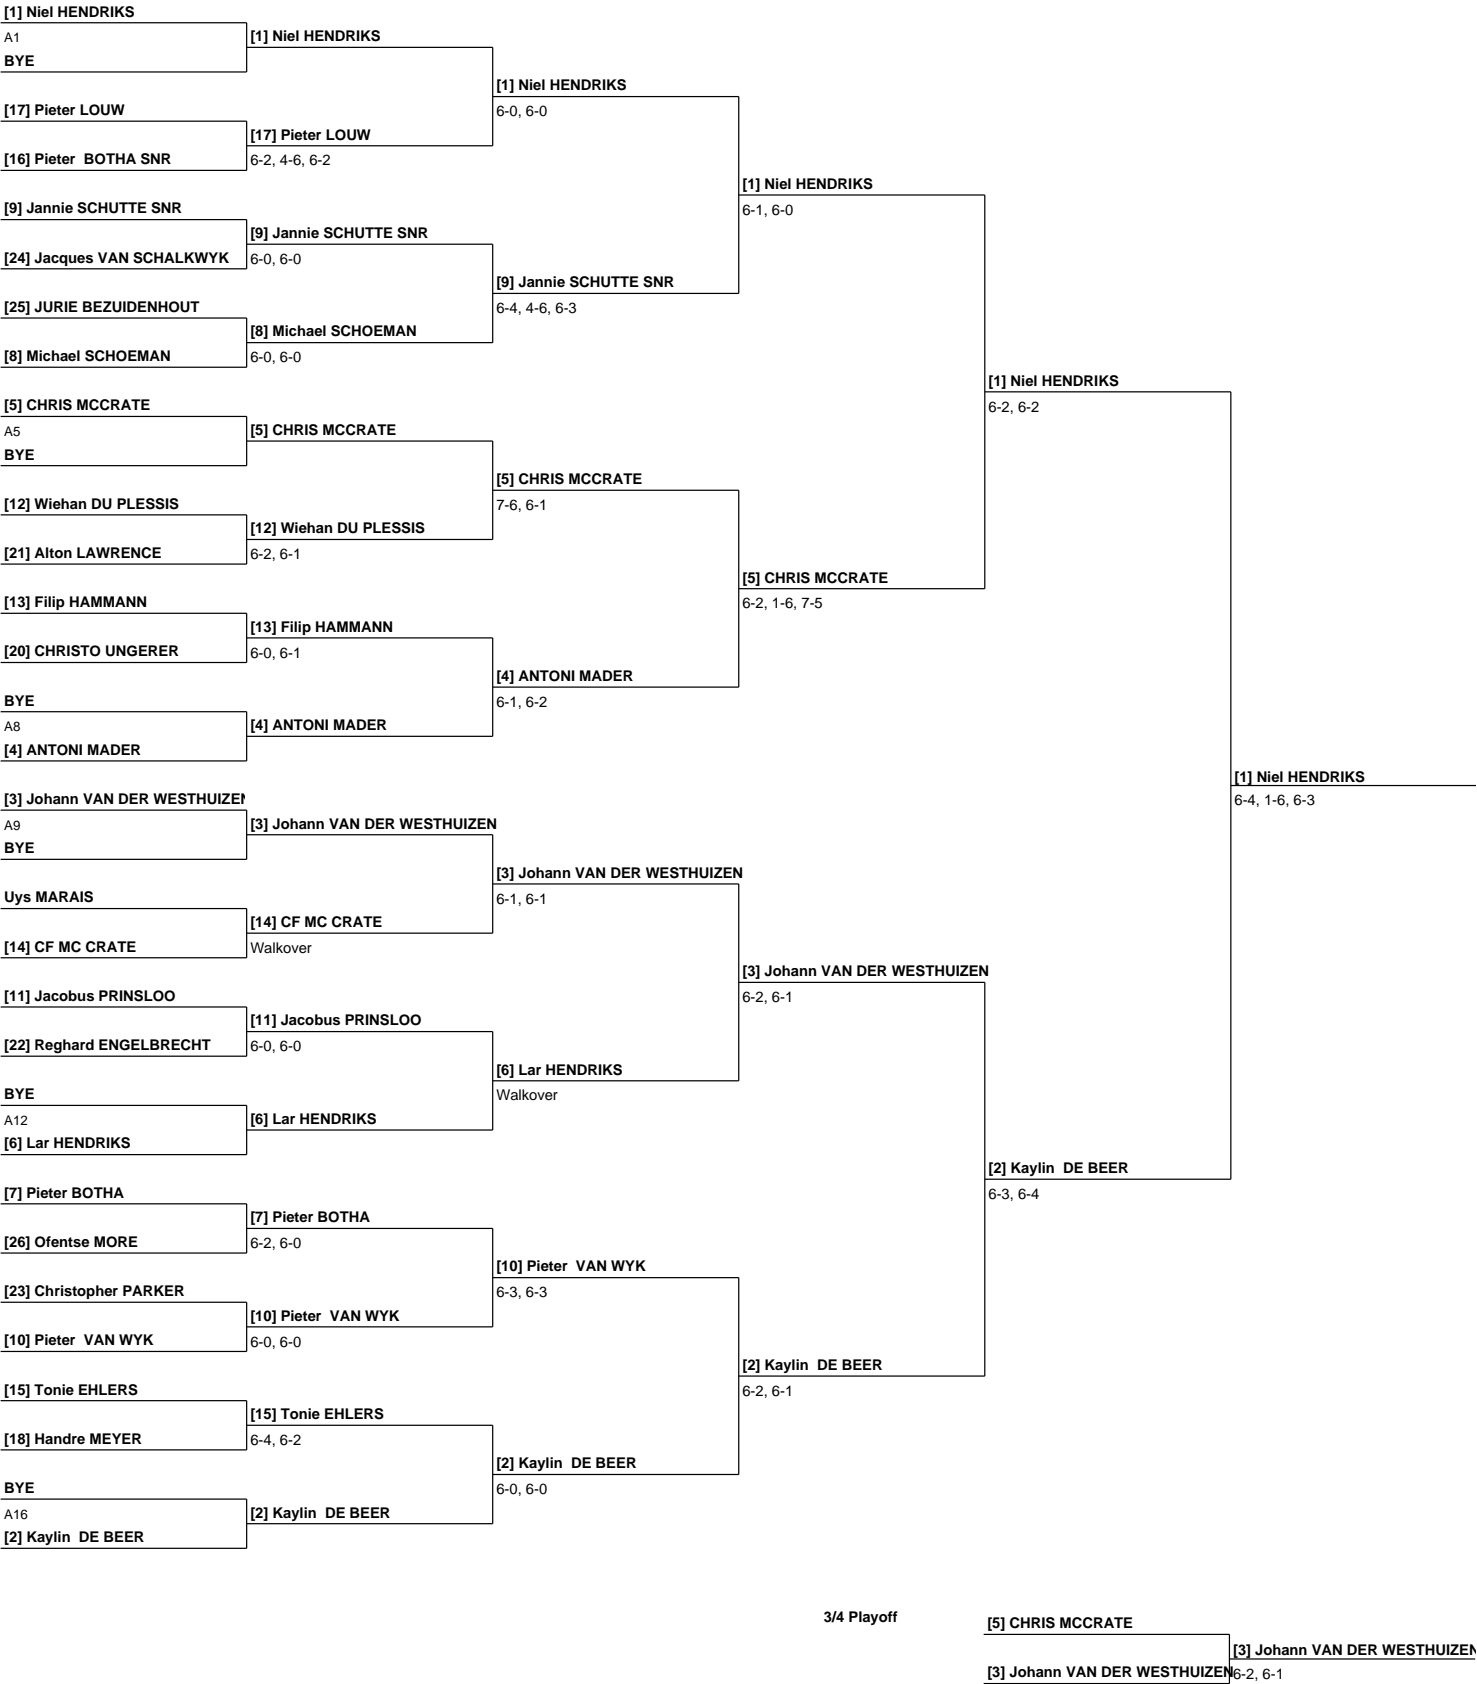 [1] Niel HENDRIKS
A1
BYE
[1] Niel HENDRIKS
[17] Pieter LOUW
[16] Pieter  BOTHA SNR
[17] Pieter LOUW
6-2, 4-6, 6-2
[1] Niel HENDRIKS
6-0, 6-0
[9] Jannie SCHUTTE SNR
[24] Jacques VAN SCHALKWYK
[9] Jannie SCHUTTE SNR
6-0, 6-0
[25] JURIE BEZUIDENHOUT
[8] Michael SCHOEMAN
[8] Michael SCHOEMAN
6-0, 6-0
[9] Jannie SCHUTTE SNR
6-4, 4-6, 6-3
[1] Niel HENDRIKS
6-1, 6-0
[5] CHRIS MCCRATE
A5
BYE
[5] CHRIS MCCRATE
[12] Wiehan DU PLESSIS
[21] Alton LAWRENCE
[12] Wiehan DU PLESSIS
6-2, 6-1
[5] CHRIS MCCRATE
7-6, 6-1
[13] Filip HAMMANN
[20] CHRISTO UNGERER
[13] Filip HAMMANN
6-0, 6-1
BYE
A8
[4] ANTONI MADER
[4] ANTONI MADER
[4] ANTONI MADER
6-1, 6-2
[5] CHRIS MCCRATE
6-2, 1-6, 7-5
[1] Niel HENDRIKS
6-2, 6-2
[3] Johann VAN DER WESTHUIZEN
A9
BYE
[3] Johann VAN DER WESTHUIZEN
Uys MARAIS
[14] CF MC CRATE
[14] CF MC CRATE
Walkover
[3] Johann VAN DER WESTHUIZEN
6-1, 6-1
[11] Jacobus PRINSLOO
[22] Reghard ENGELBRECHT
[11] Jacobus PRINSLOO
6-0, 6-0
BYE
A12
[6] Lar HENDRIKS
[6] Lar HENDRIKS
[6] Lar HENDRIKS
Walkover
[3] Johann VAN DER WESTHUIZEN
6-2, 6-1
[7] Pieter BOTHA
[26] Ofentse MORE
[7] Pieter BOTHA
6-2, 6-0
[23] Christopher PARKER
[10] Pieter  VAN WYK
[10] Pieter  VAN WYK
6-0, 6-0
[10] Pieter  VAN WYK
6-3, 6-3
[15] Tonie EHLERS
[18] Handre MEYER
[15] Tonie EHLERS
6-4, 6-2
BYE
A16
[2] Kaylin  DE BEER
[2] Kaylin  DE BEER
[2] Kaylin  DE BEER
6-0, 6-0
[2] Kaylin  DE BEER
6-2, 6-1
[2] Kaylin  DE BEER
6-3, 6-4
[1] Niel HENDRIKS
6-4, 1-6, 6-3
3/4 Playoff
[5] CHRIS MCCRATE
[3] Johann VAN DER WESTHUIZEN
[3] Johann VAN DER WESTHUIZEN
6-2, 6-1